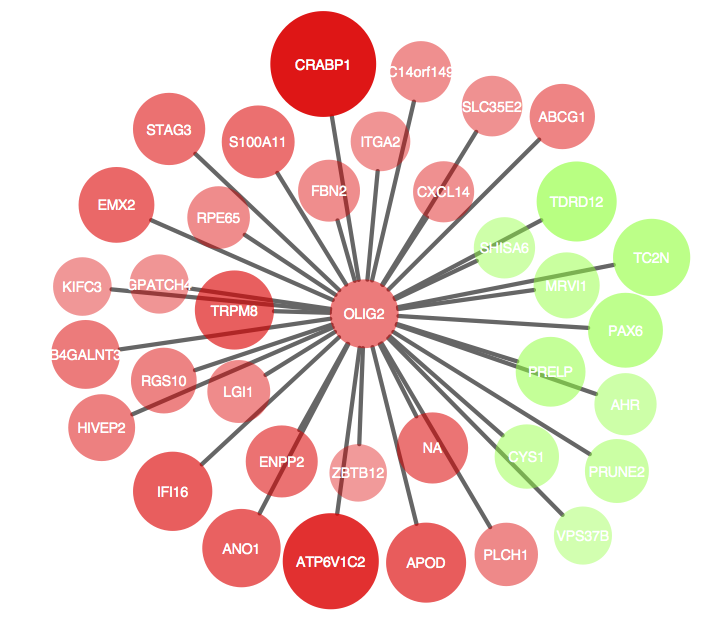 CRABP1
C14orf149
SLC35E2
ABCG1
STAG3
S100A11
ITGA2
FBN2
CXCL14
EMX2
RPE65
TDRD12
SHISA6
TC2N
KIFC3
GPATCH4
TRPM8
OLIG2
MRVI1
PAX6
B4GALNT3
RGS10
LGI1
PRELP
AHR
HIVEP2
ENPP2
ZBTB12
NA
CYS1
PRUNE2
IFI16
ANO1
ATP6V1C2
APOD
PLCH1
VPS37B